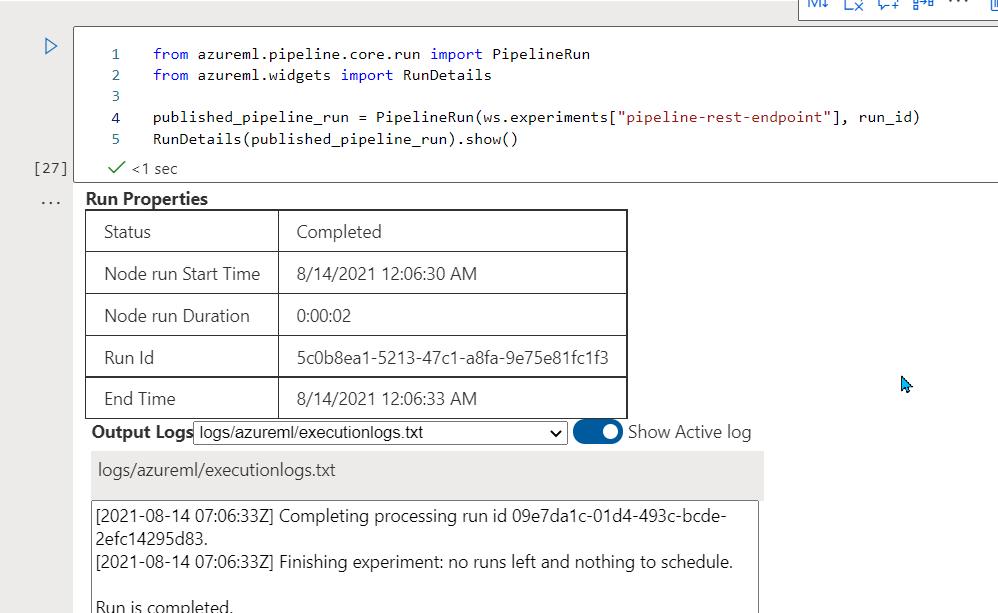 M↓
1 from azureml.pipeline.core.run import PipelineRun
2 from azureml.widgets import RunDetails
3
4 published_pipeline_run = PipelineRun(ws.experiments["pipeline-rest-endpoint"], run_id)
5 RunDetails(published_pipeline_run).show()
[27] <1 sec
...
Run Properties
Status Completed
Node run Start Time 8/14/2021 12:06:30 AM
Node run Duration 0:00:02
Run Id 5c0b8ea1-5213-47c1-a8fa-9e75e81fc1f3
End Time 8/14/2021 12:06:33 AM
Output Logs logs/azureml/executionlogs.txt Show Active log
logs/azureml/executionlogs.txt
[2021-08-14 07:06:33Z] Completing processing run id 09e7da1c-01d4-493c-bcde-
2efc14295d83.
[2021-08-14 07:06:33Z] Finishing experiment: no runs left and nothing to schedule.
Run is completed.